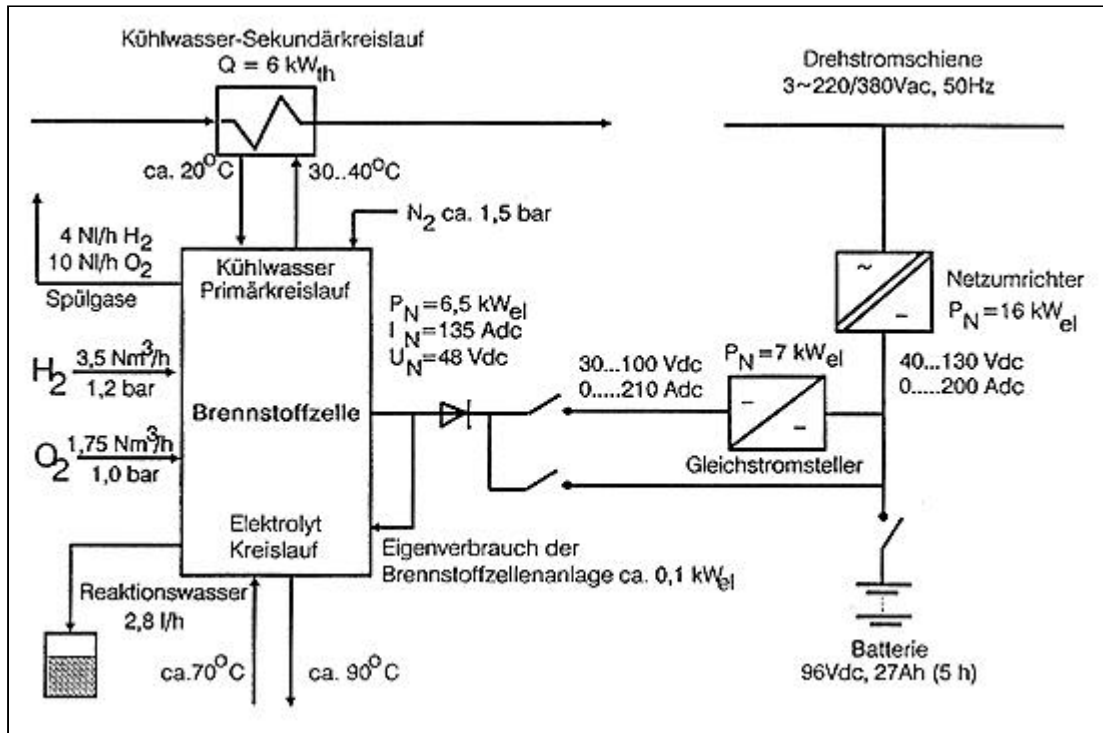 Kühlwasser-Sekundärkreislauf
Q = 6 kWth
Drehstromschiene
3~220/380Vac, 50Hz
ca. 20°C
30..40°C
N2 ca. 1,5 bar
4 Nl/h H2
10 Nl/h O2
Spülgase
Kühlwasser
Primärkreislauf
PN=6,5 kWel
IN=135 Adc
UN=48 Vdc
~
–
Netzumrichter
PN=16 kWel
H2
3,5 Nm³/h
1,2 bar
30...100 Vdc
0.....210 Adc
PN=7 kWel
–
–
40...130 Vdc
0.....200 Adc
Brennstoffzelle
O2
1,75 Nm³/h
1,0 bar
Gleichstromsteller
Elektrolyt
Kreislauf
Eigenverbrauch der
Brennstoffzellenanlage ca. 0,1 kWel
Reaktionswasser
2,8 l/h
ca.70°C
ca. 90°C
Batterie
96Vdc, 27Ah (5 h)